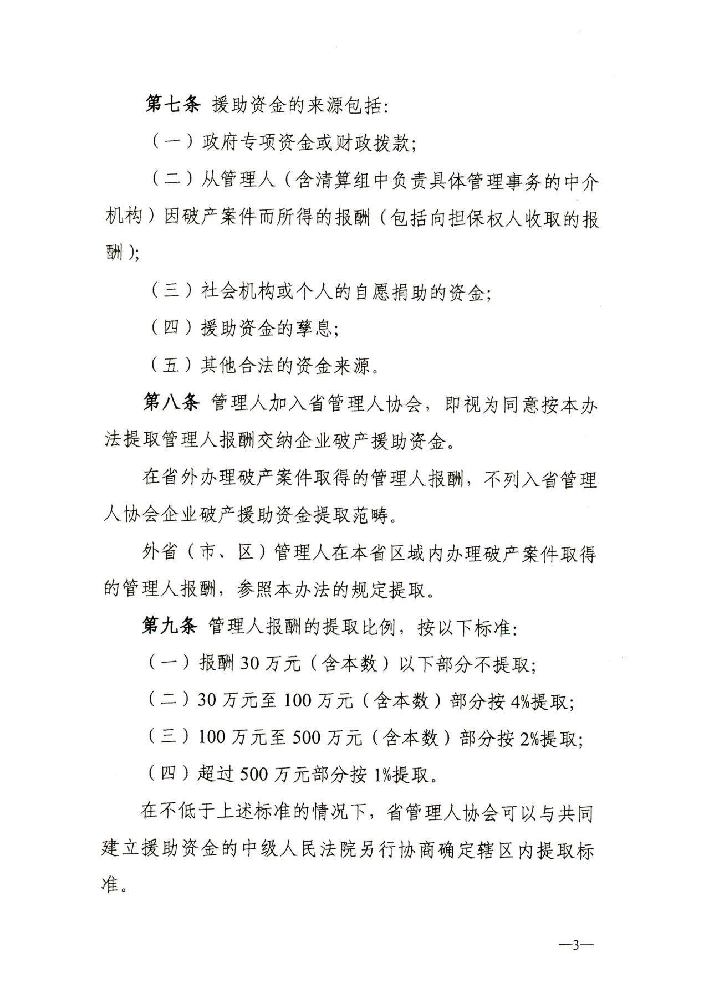 第七条 援助资金的来源包括:
（一）政府专项资金或财政拨款;
（二）从管理人（含清算组中负责具体管理事务的中介
机构）因破产案件而所得的报酬（包括向担保权人收取的报
酬）;
（三）社会机构或个人的自愿捐助的资金;
（四）援助资金的孳息;
（五）其他合法的资金来源。
第八条 管理人加入省管理人协会，即视为同意按本办
法提取管理人报酬交纳企业破产援助资金。
在省外办理破产案件取得的管理人报酬，不列入省管理
人协会企业破产援助资金提取范畴。
外省（市、区）管理人在本省区域内办理破产案件取得
的管理人报酬，参照本办法的规定提取。
第九条 管理人报酬的提取比例，按以下标准:
（一）报酬 30 万元（含本数）以下部分不提取;
（二）30 万元至 100 万元（含本数）部分按 4%提取;
（三）100 万元至 500 万元（含本数）部分按 2%提取;
（四）超过 500 万元部分按 1%提取。
在不低于上述标准的情况下，省管理人协会可以与共同
建立援助资金的中级人民法院另行协商确定辖区内提取标
准。
—3—